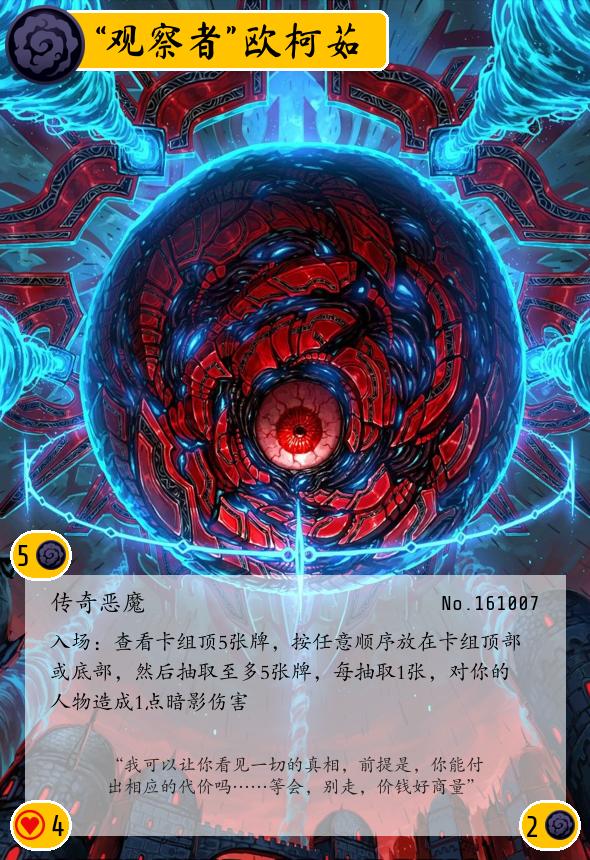 “观察者”欧柯茹
5
传奇恶魔
No.161007
入场：查看卡组顶5张牌，按任意顺序放在卡组顶部
或底部，然后抽取至多5张牌，每抽取1张，对你的
人物造成1点暗影伤害
“我可以让你看见一切的真相，前提是，你能付
出相应的代价吗……等会，别走，价钱好商量”
4
2